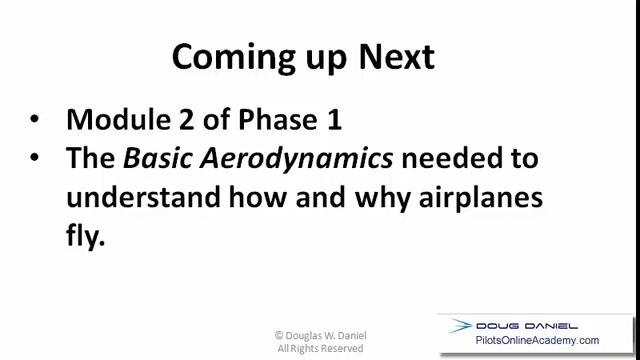 Coming up Next
• Module 2 of Phase 1
• The Basic Aerodynamics needed to
understand how and why airplanes
fly.
© Douglas W. Daniel
All Rights Reserved
DOUG DANIEL
PilotsOnlineAcademy.com